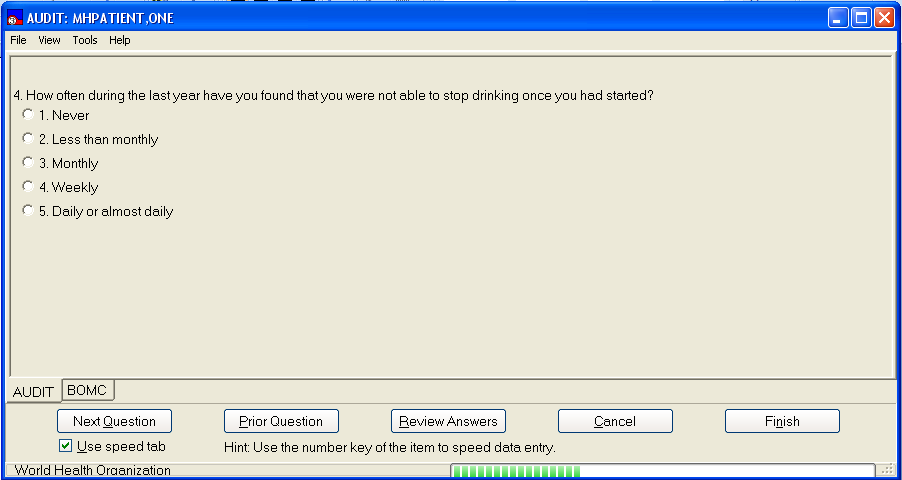 AUDIT: MHPATIENT,ONE
File View Tools Help
4. How often during the last year have you found that you were not able to stop drinking once you had started?
1. Never
2. Less than monthly
3. Monthly
4. Weekly
5. Daily or almost daily
AUDIT BOMC
Next Question Prior Question Review Answers Cancel Finish
Use speed tab Hint: Use the number key of the item to speed data entry.
World Health Organization